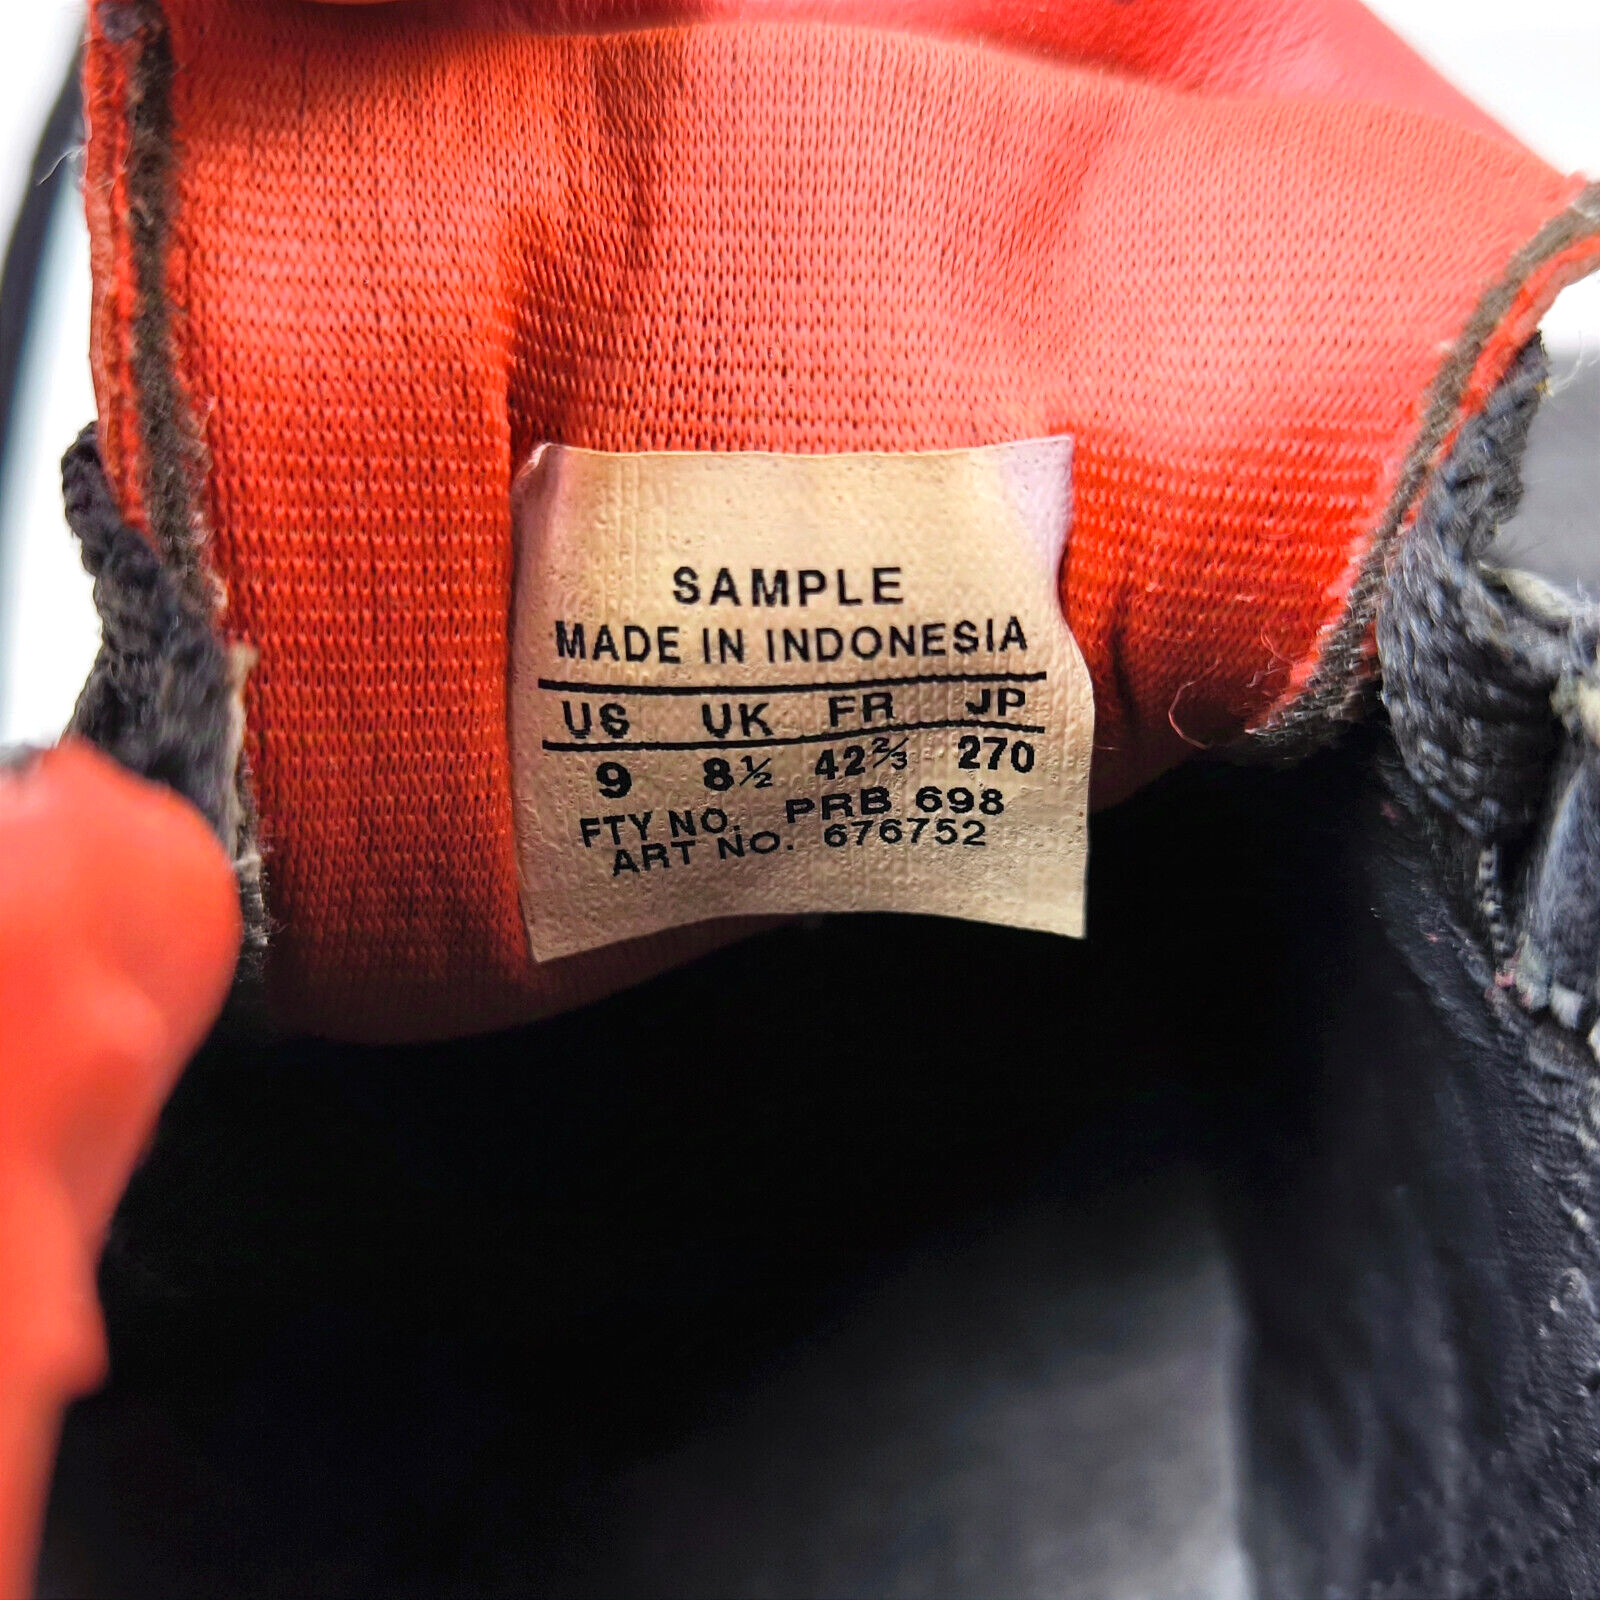 SAMPLE
MADE IN INDONESIA
US UK FR JP
9 8½ 42⅔ 270
FTY NO. PRB 698
ART NO. 676752